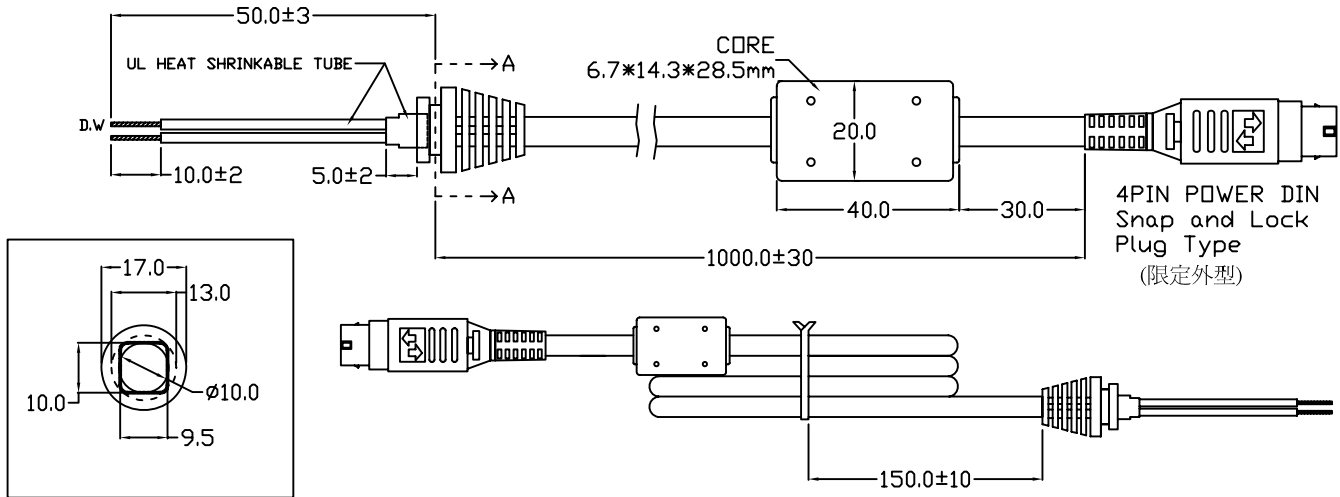 50.0±3
UL HEAT SHRINKABLE TUBE
A
CORE
6.7*14.3*28.5mm
D.W
20.0
10.0±2
5.0±2
A
40.0
30.0
4PIN POWER DIN
Snap and Lock
Plug Type
(限定外型)
1000.0±30
17.0
13.0
10.0
Ø10.0
9.5
150.0±10